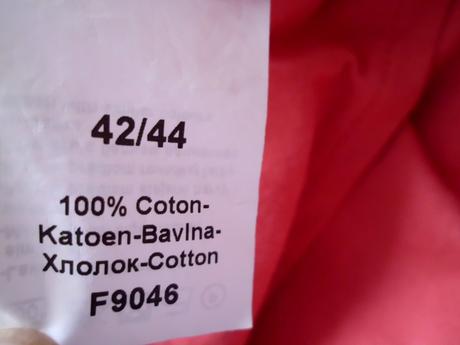 42/44
100% Coton-
Katoen-Bavlna-
Хлолок-Cotton
F9046